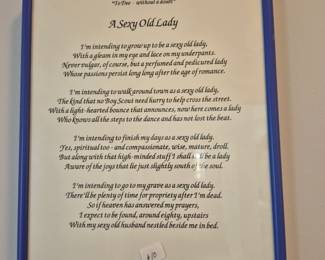 "To Dee - without a doubt"
A Sexy Old Lady
I'm intending to grow up to be a sexy old lady,
With a gleam in my eye and lace on my underpants.
Never vulgar, of course, but a perfumed and pedicured lady
Whose passions persist long long after the age of romance.
I'm intending to walk around town as a sexy old lady,
The kind that no Boy Scout need hurry to help cross the street.
With a light-hearted bounce that announces, now here comes a lady
Who knows all the steps to the dance and has not lost the beat.
I'm intending to finish my days as a sexy old lady.
Yes, spiritual too - and compassionate, wise, mature, droll.
But along with that high-minded stuff I shall still be a lady
Aware of the joys that lie just slightly south of the soul.
I'm intending to go to my grave as a sexy old lady.
There'll be plenty of time for propriety after I'm dead.
So if heaven has answered my prayers,
I expect to be found, around eighty, upstairs
With my sexy old husband nestled beside me in bed.
$10